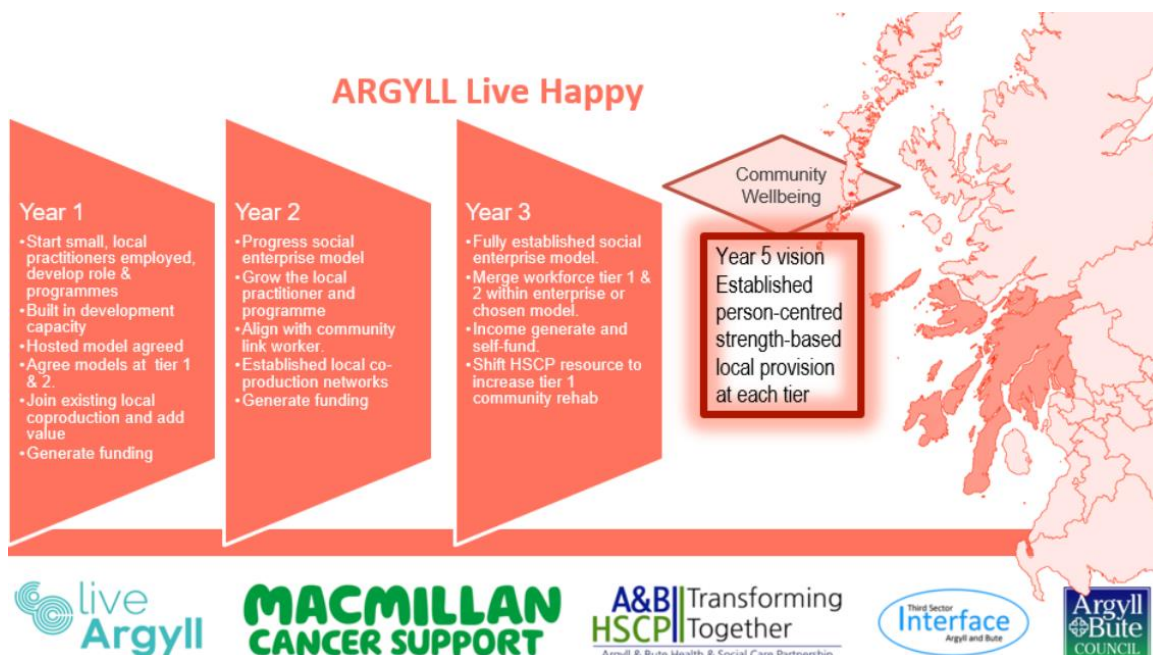 ARGYLL Live Happy
Year 1
•Start small, local
practitioners employed,
develop role &
programmes
•Built in development
capacity
•Hosted model agreed
•Agree models at tier 1
& 2.
•Join existing local
coproduction and add
value
•Generate funding
Year 2
•Progress social
enterprise model
•Grow the local
practitioner and
programme
•Align with community
link worker.
•Established local co-
production networks
•Generate funding
Year 3
•Fully established social
enterprise model.
•Merge workforce tier 1 &
2 within enterprise or
chosen model.
•Income generate and
self-fund.
•Shift HSCP resource to
increase tier 1
community rehab
Community
Wellbeing
Year 5 vision
Established
person-centred
strength-based
local provision
at each tier
live
Argyll
MACMILLAN
CANCER SUPPORT
A&B
HSCP
Transforming
Together
Argyll & Bute Health & Social Care Partnership
Third Sector
Interface
Argyll and Bute
Argyll
Bute
COUNCIL